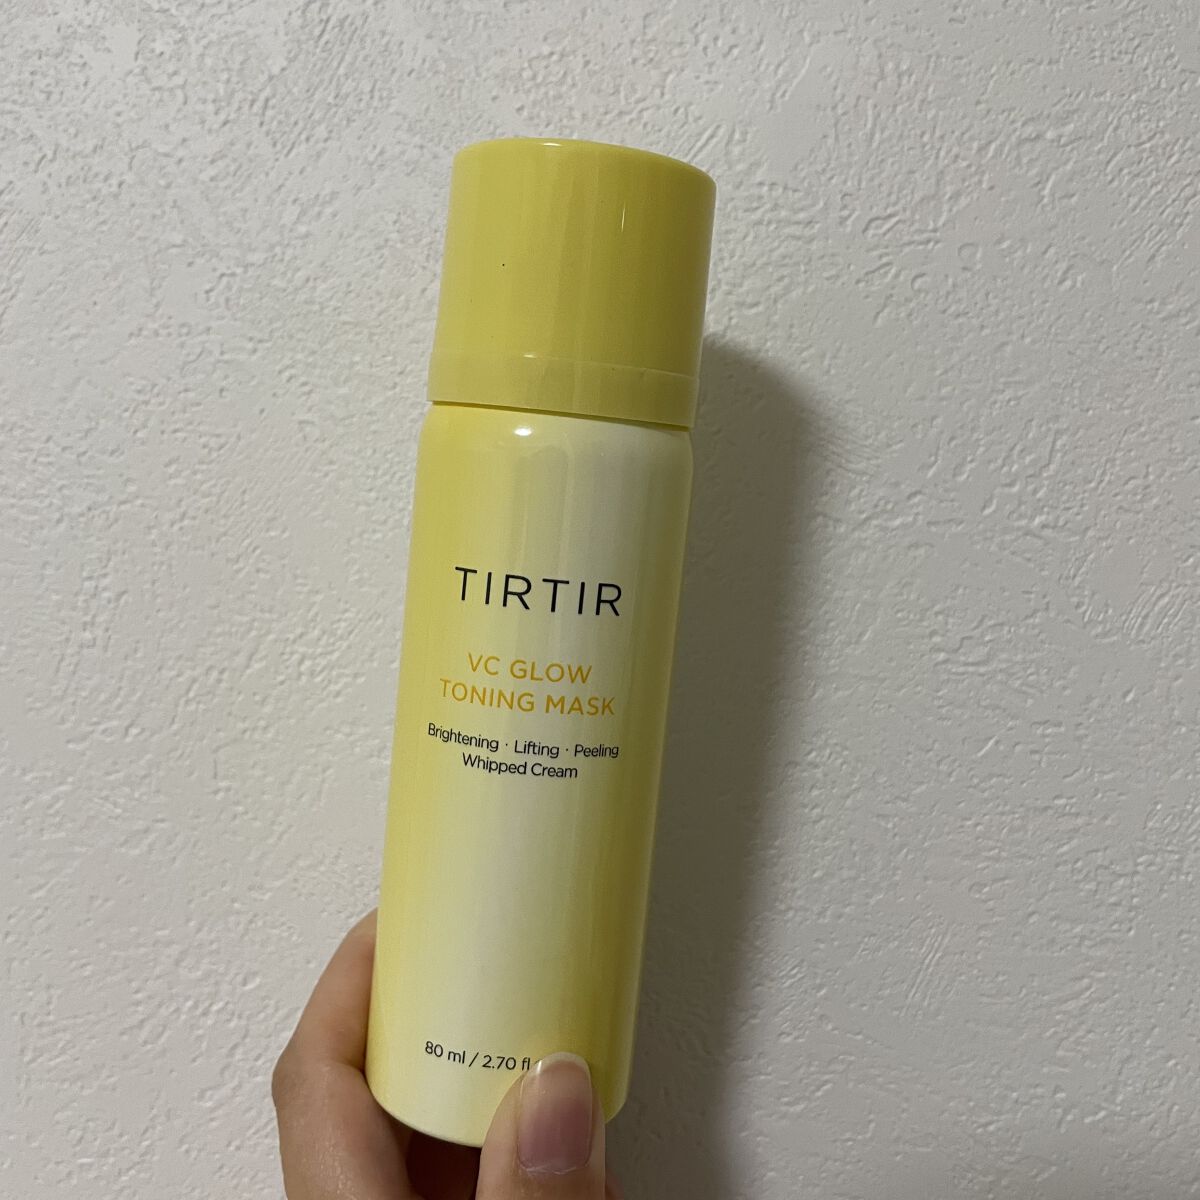 TIRTIR
VC GLOW
TONING MASK
Brightening · Lifting · Peeling
Whipped Cream
80 ml / 2.70 fl